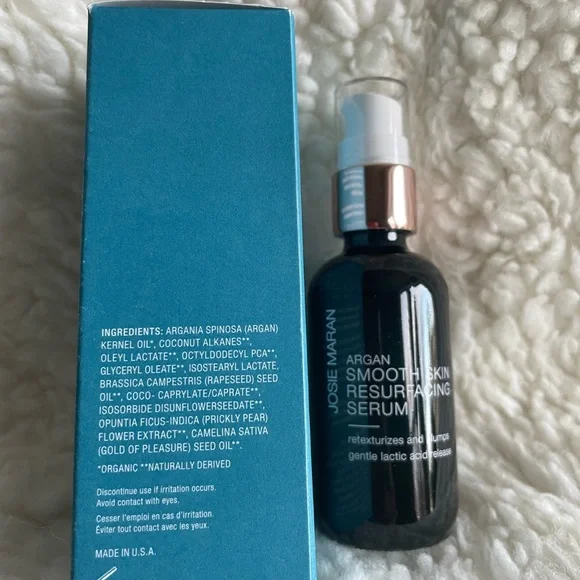 INGREDIENTS: ARGANIA SPINOSA (ARGAN)
KERNEL OIL*, COCONUT ALKANES**,
OLEYL LACTATE**, OCTYLDODECYL PCA**,
GLYCERYL OLEATE**, ISOSTEARYL LACTATE,
BRASSICA CAMPESTRIS (RAPESEED) SEED
OIL**, COCO- CAPRYLATE/CAPRATE**,
ISOSORBIDE DISUNFLOWERSEEDATE**,
OPUNTIA FICUS-INDICA (PRICKLY PEAR)
FLOWER EXTRACT**, CAMELINA SATIVA
(GOLD OF PLEASURE) SEED OIL**.
*ORGANIC **NATURALLY DERIVED
Discontinue use if irritation occurs.
Avoid contact with eyes.
Cesser l'emploi en cas d'irritation.
Éviter tout contact avec les yeux.
MADE IN U.S.A.
JOSIE MARAN
ARGAN
SMOOTH SKIN
RESURFACING
SERUM
retexturizes and plumps
gentle lactic acid release